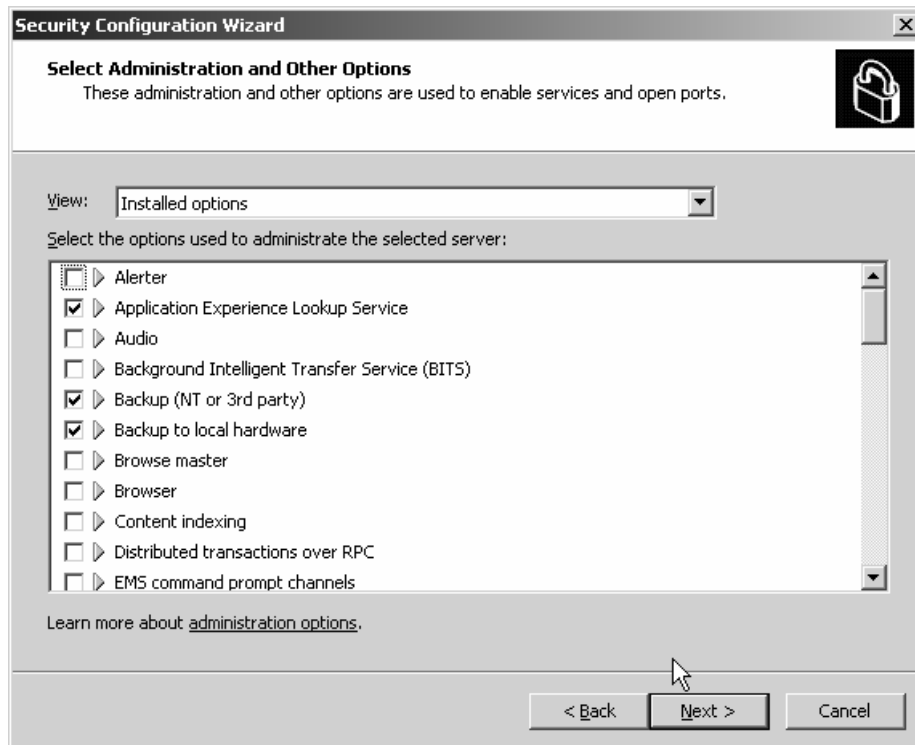 Security Configuration Wizard
Select Administration and Other Options
These administration and other options are used to enable services and open ports.
View:
Installed options
Select the options used to administrate the selected server:
Alerter
Application Experience Lookup Service
Audio
Background Intelligent Transfer Service (BITS)
Backup (NT or 3rd party)
Backup to local hardware
Browse master
Browser
Content indexing
Distributed transactions over RPC
EMS command prompt channels
Learn more about administration options.
< Back
Next >
Cancel